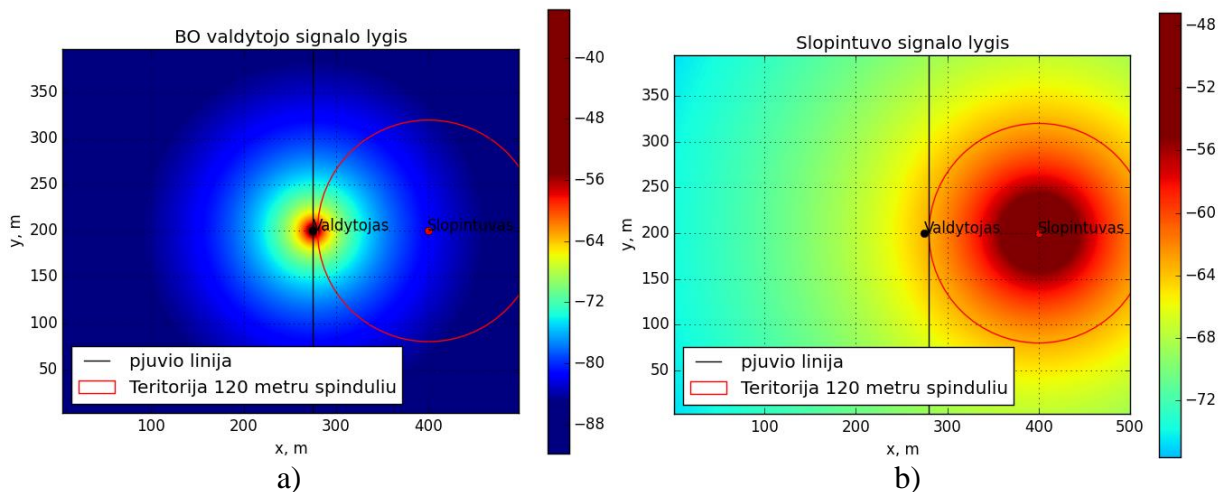 BO valdytojo signalo lygis
350
300
250
200
150
100
50
y, m
Valdytojas
Slopintuvas
pjuvio linija
Teritorija 120 metru spinduliu
100
200
300
400
x, m
−40
−48
−56
−64
−72
−80
−88
a)
Slopintuvo signalo lygis
350
300
250
200
150
100
50
y, m
Valdytojas
Slopintuvas
pjuvio linija
Teritorija 120 metru spinduliu
100
200
300
400
500
x, m
−48
−52
−56
−60
−64
−68
−72
b)